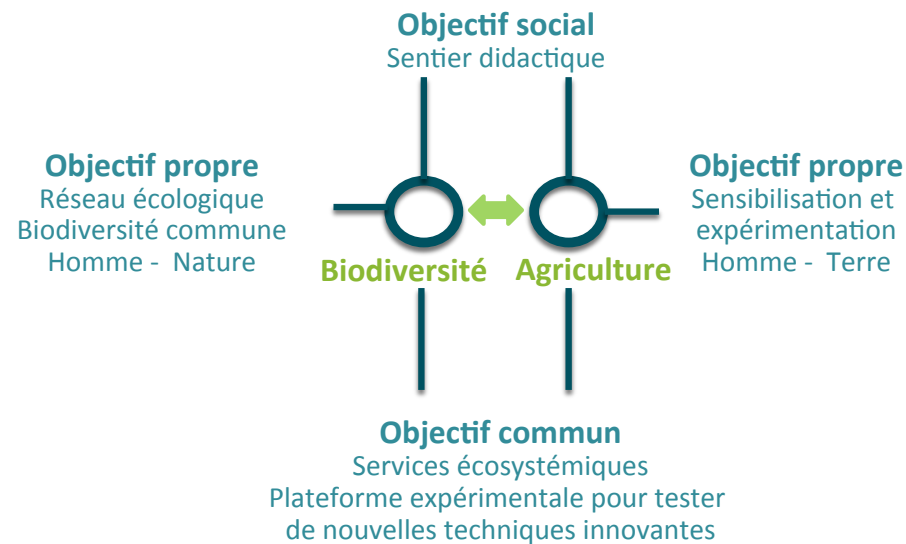 Objectif social
Sentier didactique
Objectif propre
Réseau écologique
Biodiversité commune
Homme - Nature
Objectif propre
Sensibilisation et
expérimentation
Homme - Terre
Biodiversité
Agriculture
Objectif commun
Services écosystémiques
Plateforme expérimentale pour tester
de nouvelles techniques innovantes